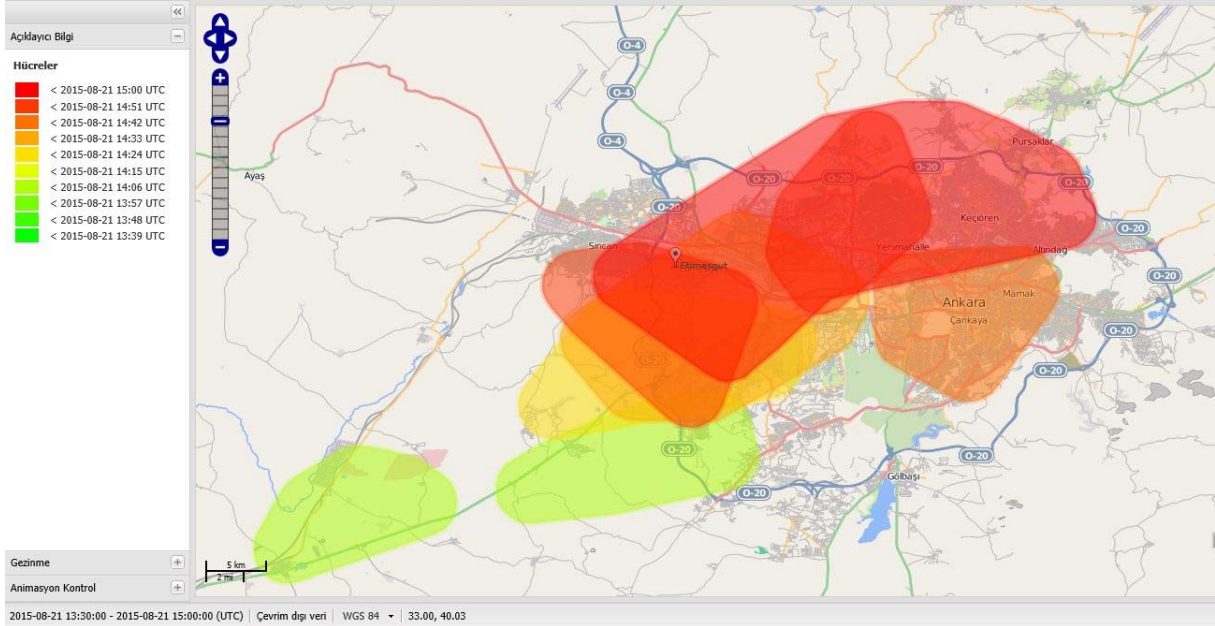 Açıklayıcı Bilgi
Hücreler
< 2015-08-21 15:00 UTC
< 2015-08-21 14:51 UTC
< 2015-08-21 14:42 UTC
< 2015-08-21 14:33 UTC
< 2015-08-21 14:24 UTC
< 2015-08-21 14:15 UTC
< 2015-08-21 14:06 UTC
< 2015-08-21 13:57 UTC
< 2015-08-21 13:48 UTC
< 2015-08-21 13:39 UTC
Gezinme
Animasyon Kontrol
O-4
O-4
O-4
Pursaklar
Ayaş
O-20
O-20
O-20
O-20
O-20
Keçiören
O-20
Sincan
Yenimahalle
Albındağ
Etimesgut
O-20
Mamak
Ankara
Çankaya
O-20
O-20
O-20
O-20
O-20
Gölbaşı
O-20
5 km
2 mi
2015-08-21 13:30:00 - 2015-08-21 15:00:00 (UTC) Çevrim dışı veri WGS 84 33.00, 40.03